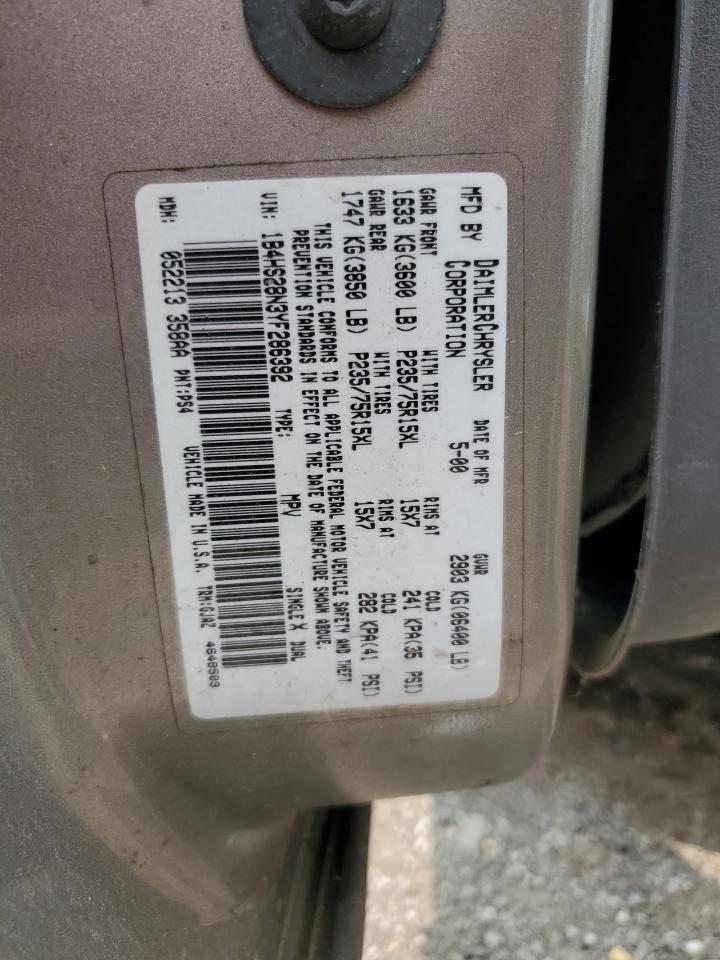 MFD BY DAIMLERCHRYSLER CORPORATION DATE OF MFR 5-00 GVWR 2903 KG(06400 LB)
GAWR FRONT WITH TIRES RIMS AT COLD
1633 KG(3600 LB) P235/75R15XL 15X7 241 KPA(35 PSI)
GAWR REAR WITH TIRES RIMS AT COLD
1747 KG(3850 LB) P235/75R15XL 15X7 282 KPA(41 PSI)
THIS VEHICLE CONFORMS TO ALL APPLICABLE FEDERAL MOTOR VEHICLE SAFETY AND THEFT
PREVENTION STANDARDS IN EFFECT ON THE DATE OF MANUFACTURE SHOWN ABOVE.
VIN: 1B4HS28N3YF286392 TYPE: MPV SINGLE X DUAL
MDH: 052213 358AA PNT:PS4 VEHICLE MADE IN U.S.A. TRM:GJAZ 4648503